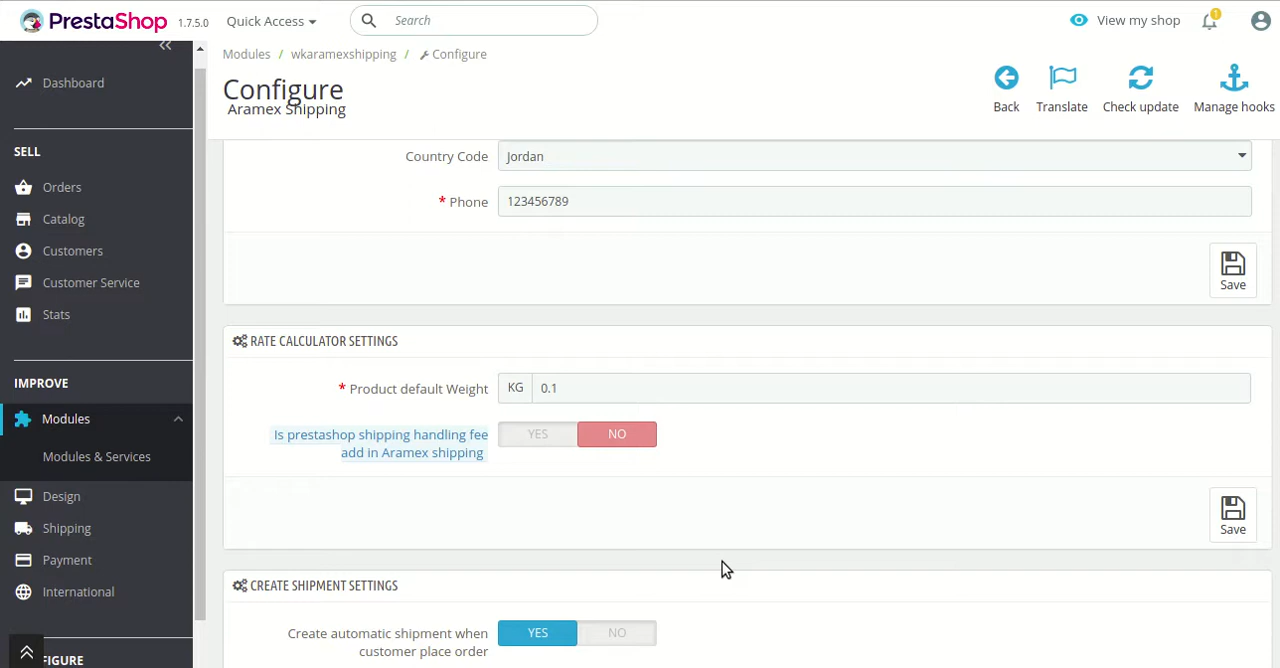 PrestaShop 1.7.5.0 Quick Access Search View my shop 1
Modules / wkaramexshipping / Configure
Configure
Aramex Shipping
Back Translate Check update Manage hooks
Dashboard
SELL
Orders
Catalog
Customers
Customer Service
Stats
IMPROVE
Modules
Modules & Services
Design
Shipping
Payment
International
FIGURE
Country Code Jordan
* Phone 123456789
Save
RATE CALCULATOR SETTINGS
* Product default Weight KG 0.1
Is prestashop shipping handling fee
add in Aramex shipping
YES NO
Save
CREATE SHIPMENT SETTINGS
Create automatic shipment when
customer place order
YES NO